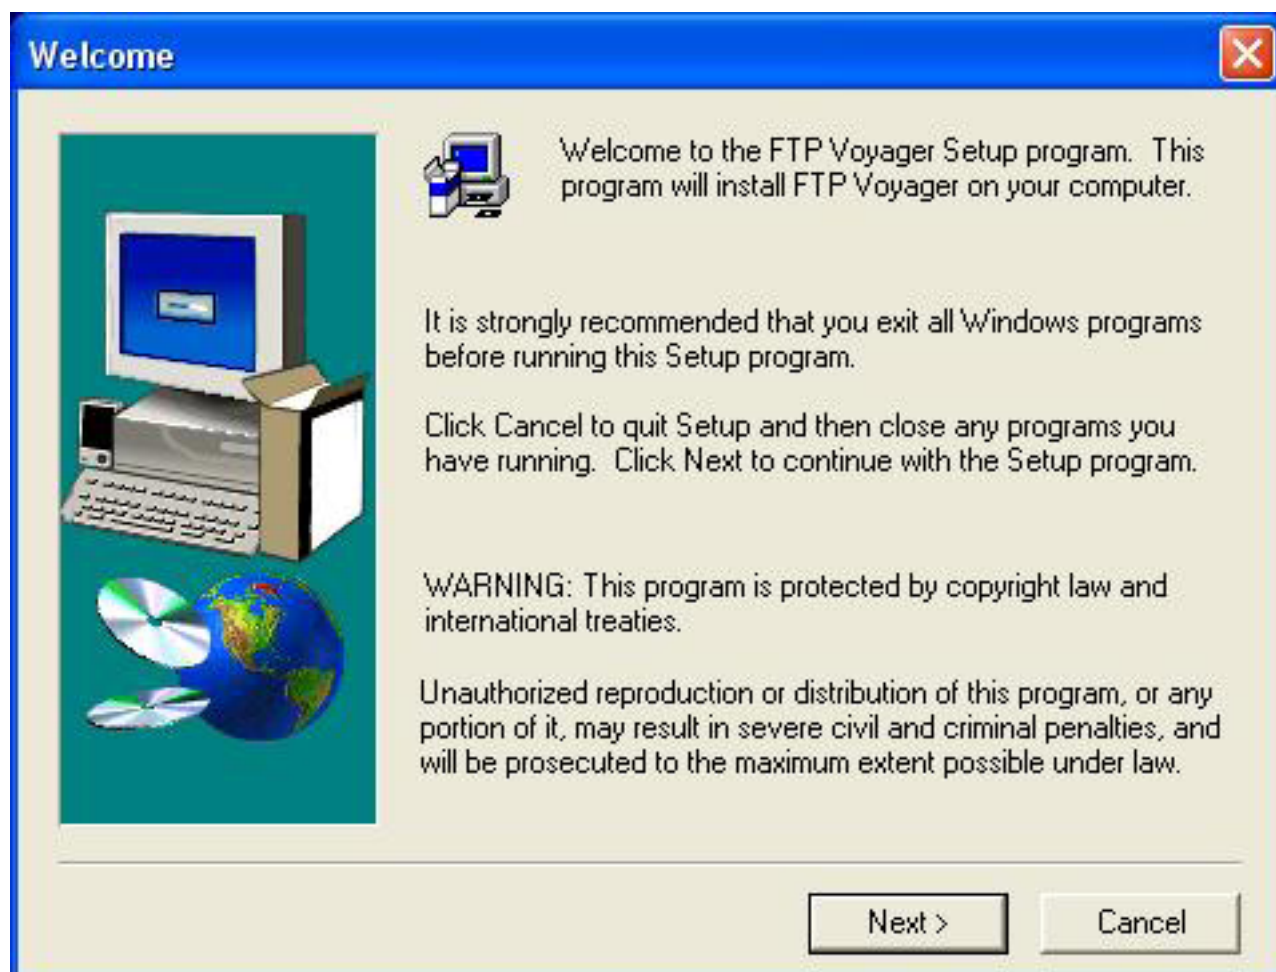 Welcome
Welcome to the FTP Voyager Setup program.  This
program will install FTP Voyager on your computer.
It is strongly recommended that you exit all Windows programs
before running this Setup program.
Click Cancel to quit Setup and then close any programs you
have running.  Click Next to continue with the Setup program.
WARNING: This program is protected by copyright law and
international treaties.
Unauthorized reproduction or distribution of this program, or any
portion of it, may result in severe civil and criminal penalties, and
will be prosecuted to the maximum extent possible under law.
Next >
Cancel